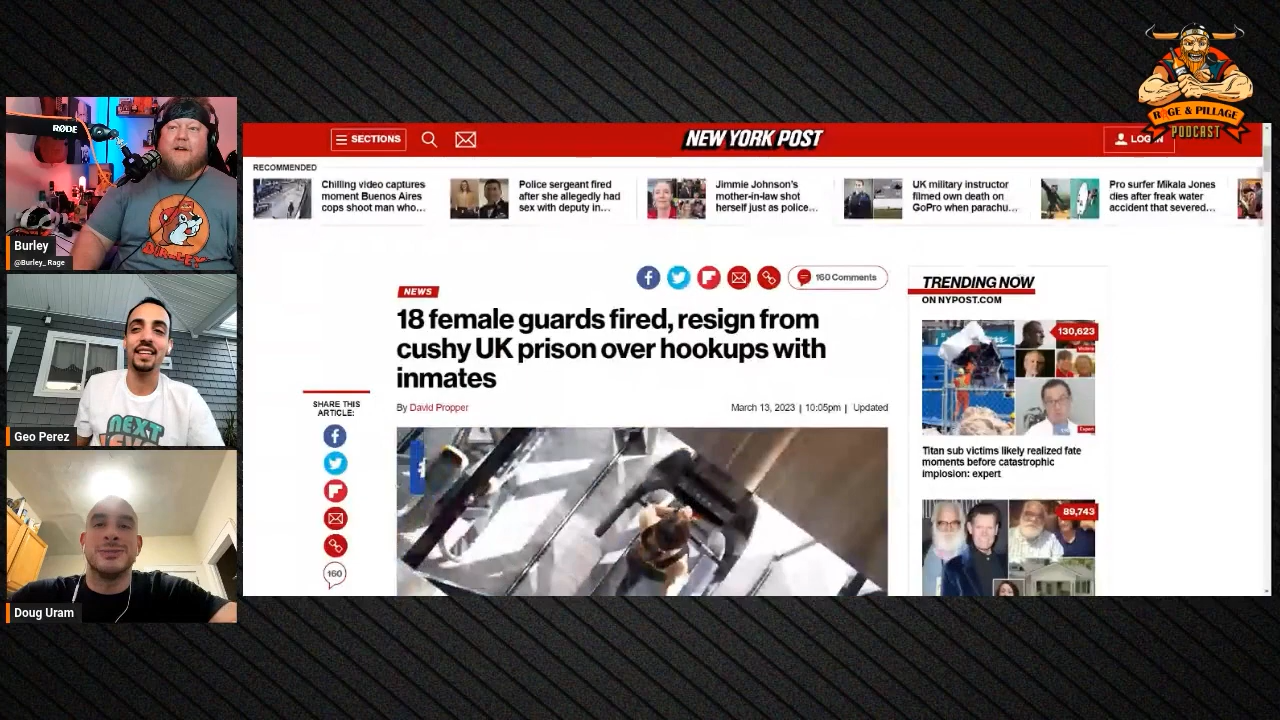 RAGE & PILLAGE
PODCAST
RØDE
BUR-LEY
Burley
@Burley_Rage
NEXT
LEVEL
Geo Perez
Doug Uram
SECTIONS
NEW YORK POST
RECOMMENDED
Chilling video captures
moment Buenos Aires
cops shoot man who...
Police sergeant fired
after she allegedly had
sex with deputy in...
Jimmie Johnson's
mother-in-law shot
herself just as police...
UK military instructor
filmed own death on
GoPro when parachu...
Pro surfer Mikala Jones
dies after freak water
accident that severed...
160 Comments
NEWS
18 female guards fired, resign from
cushy UK prison over hookups with
inmates
By David Propper
March 13, 2023 | 10:05pm | Updated
SHARE THIS
ARTICLE:
160
TRENDING NOW
ON NYPOST.COM
130,623
Expert
Titan sub victims likely realized fate
moments before catastrophic
implosion: expert
89,743